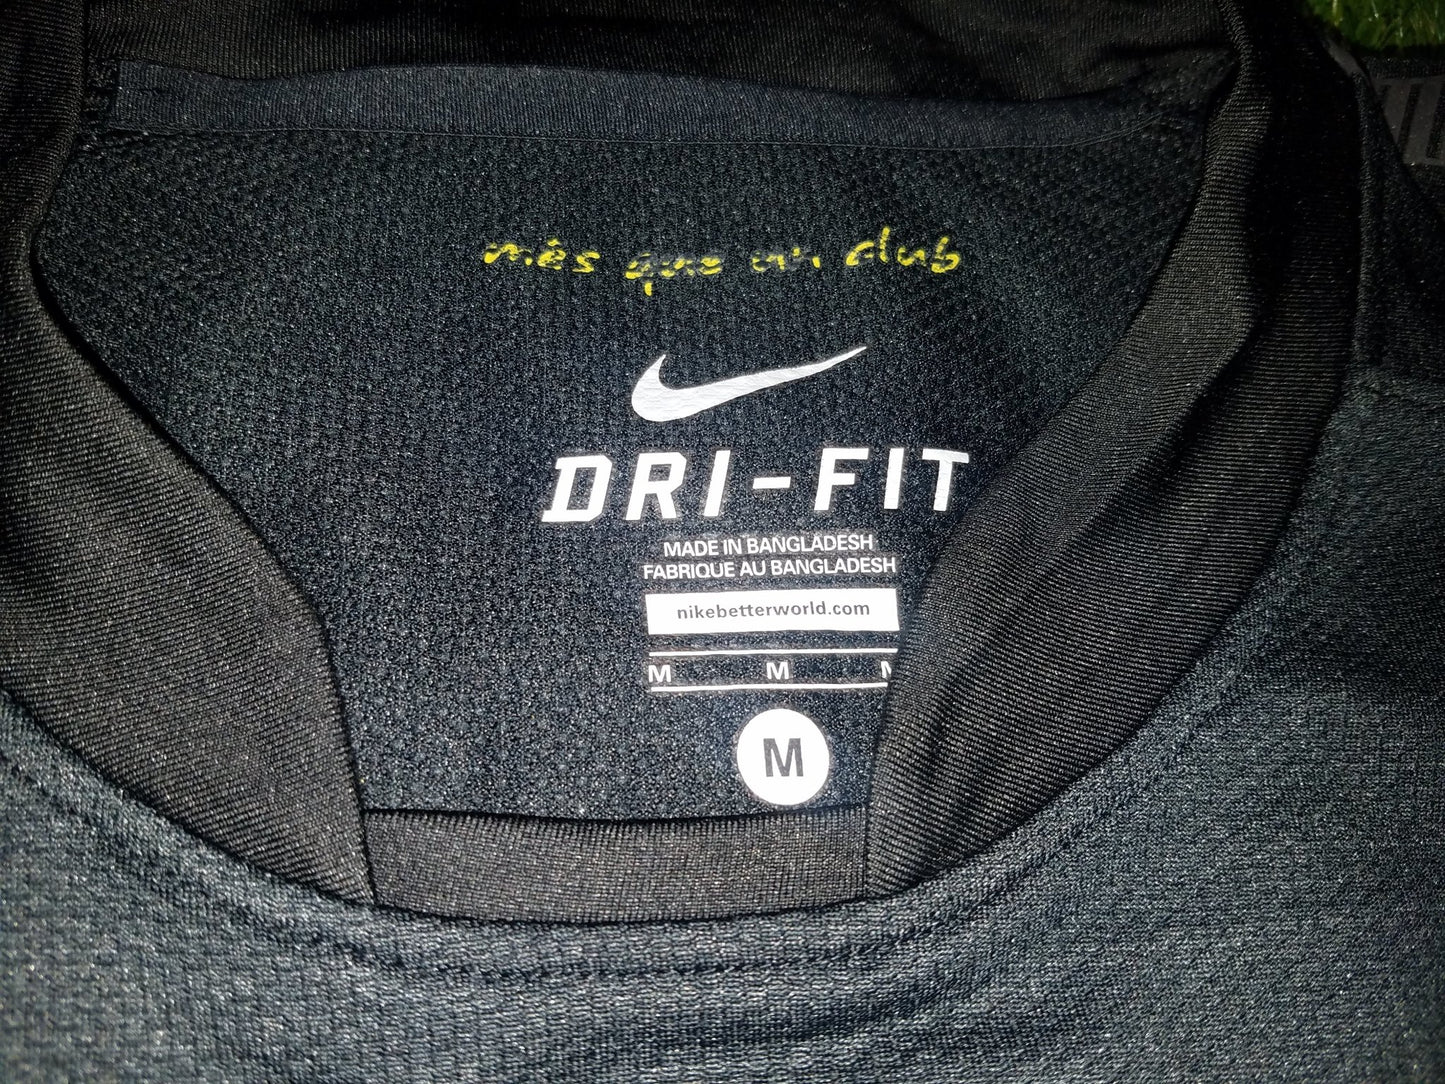 més que un club
DRI-FIT
MADE IN BANGLADESH
FABRIQUE AU BANGLADESH
nikebetterworld.com
M M M
M